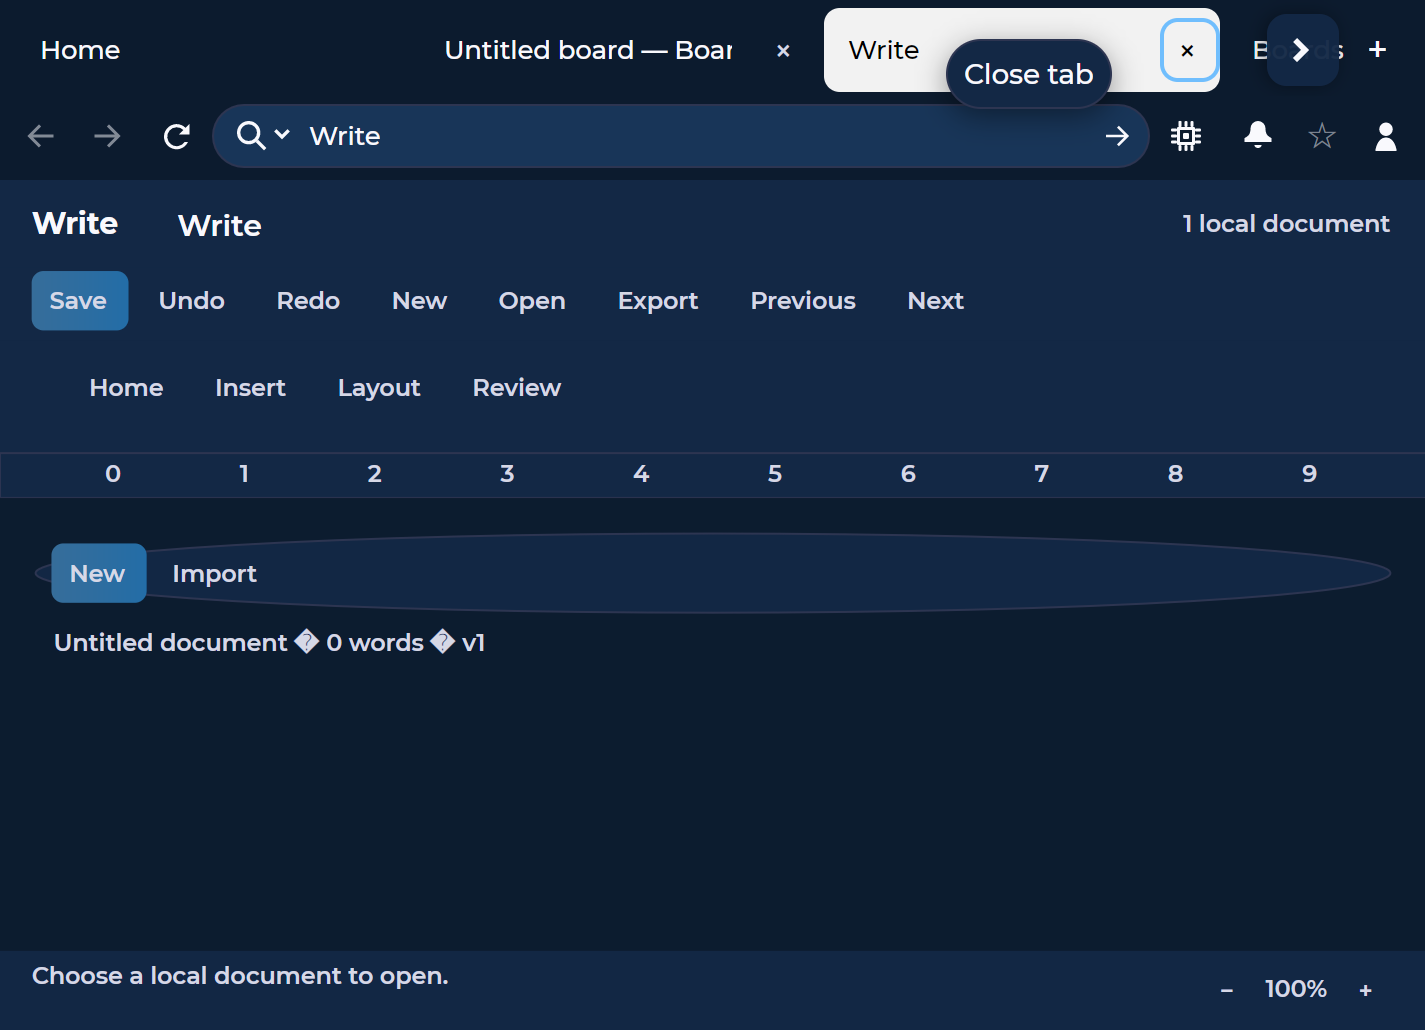 Home
Untitled board — Boar ×
Write ×
Close tab
Boards +
Write
Write Write
1 local document
Save Undo Redo New Open Export Previous Next
Home Insert Layout Review
0 1 2 3 4 5 6 7 8 9
New Import
Untitled document � 0 words � v1
Choose a local document to open.
– 100% +